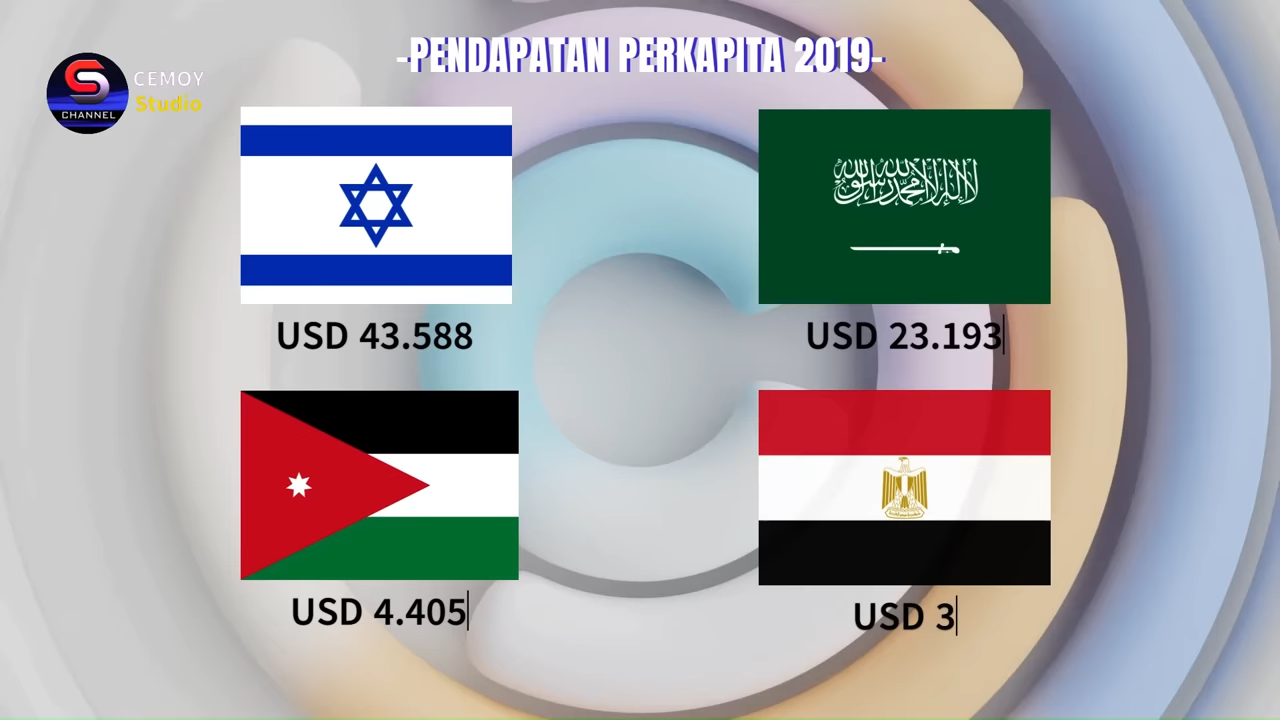 -PENDAPATAN PERKAPITA 2019-
CEMOY
Studio
S
CHANNEL
لا إله إلا الله محمد رسول الله
USD 43.588
USD 23.193
USD 4.405
USD 3